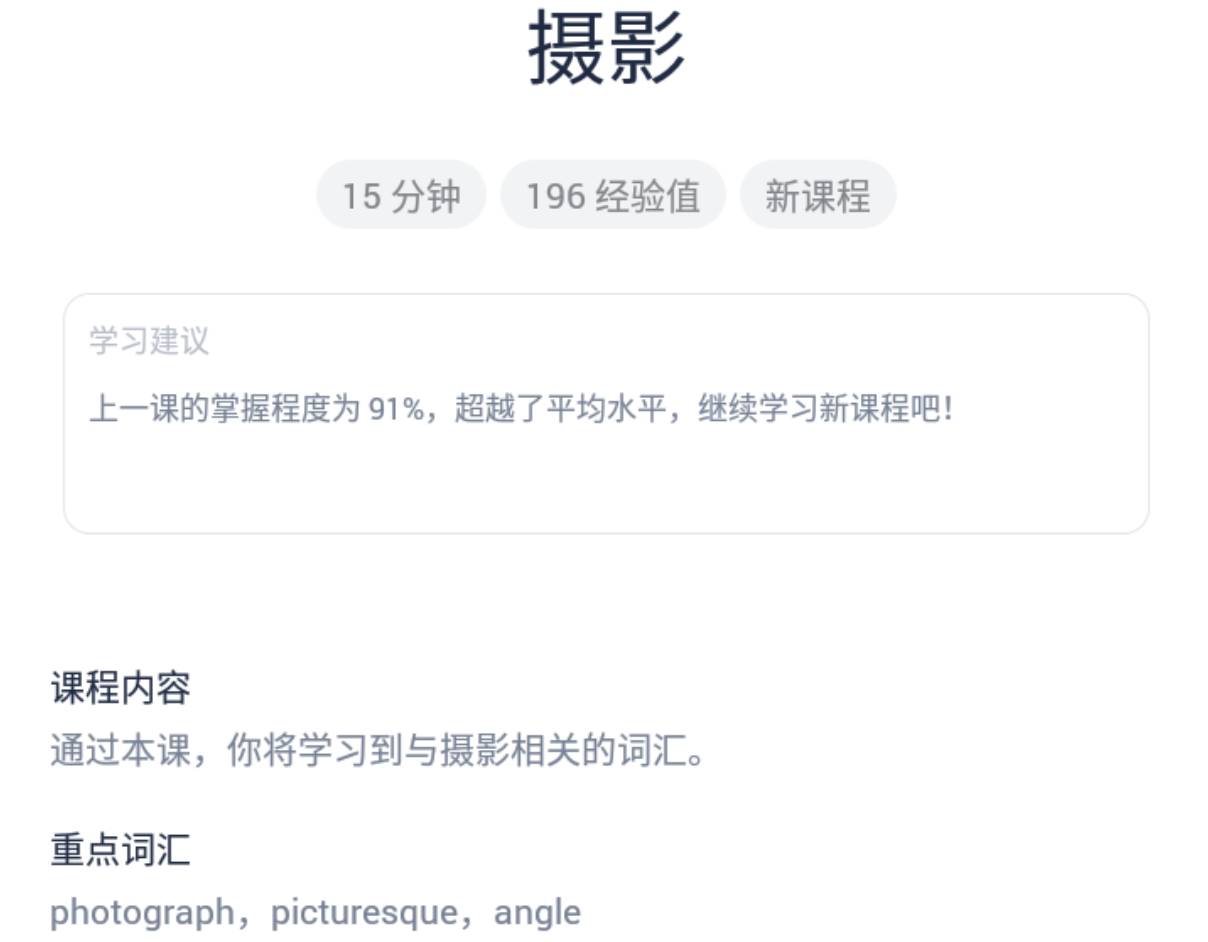 摄影
15 分钟 196 经验值 新课程
学习建议
上一课的掌握程度为 91%，超越了平均水平，继续学习新课程吧！
课程内容
通过本课，你将学习到与摄影相关的词汇。
重点词汇
photograph，picturesque，angle